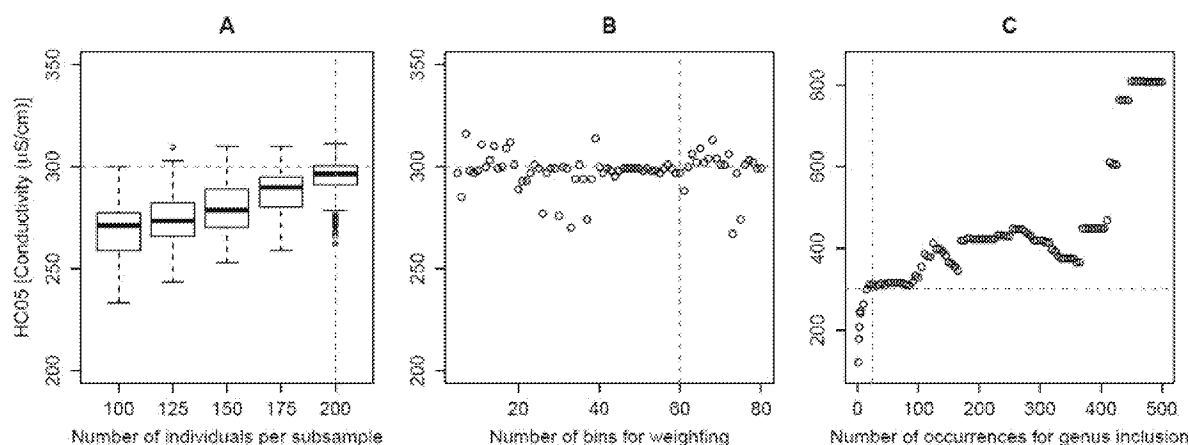 A
B
C
HC05 [Conductivity (µS/cm)]
350
300
250
200
100 125 150 175 200
Number of individuals per subsample
350
300
250
200
20 40 60 80
Number of bins for weighting
800
600
400
200
0 100 200 300 400 500
Number of occurrences for genus inclusion